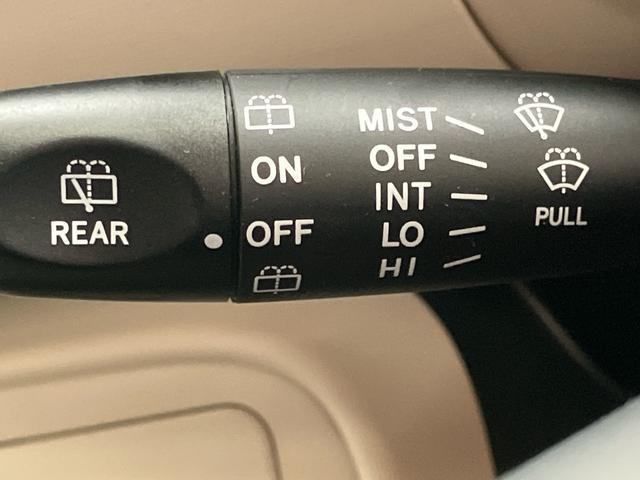 REAR
ON
OFF
MIST
OFF
INT
LO
HI
PULL